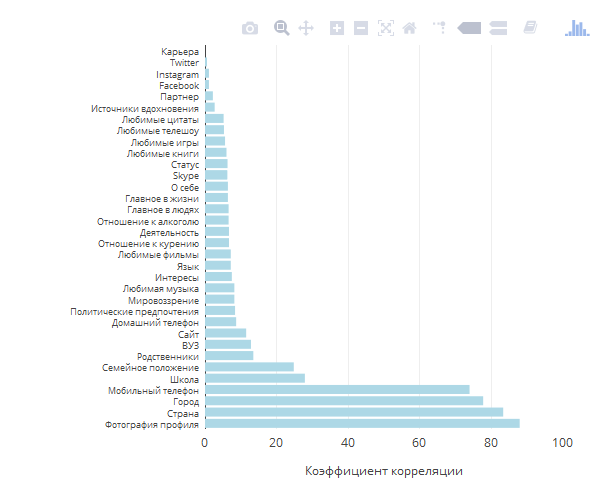 Карьера
Twitter
Instagram
Facebook
Партнер
Источники вдохновения
Любимые цитаты
Любимые телешоу
Любимые игры
Любимые книги
Статус
Skype
О себе
Главное в жизни
Главное в людях
Отношение к алкоголю
Деятельность
Отношение к курению
Любимые фильмы
Язык
Интересы
Любимая музыка
Мировоззрение
Политические предпочтения
Домашний телефон
Сайт
ВУЗ
Родственники
Семейное положение
Школа
Мобильный телефон
Город
Страна
Фотография профиля
0 20 40 60 80 100
Коэффициент корреляции